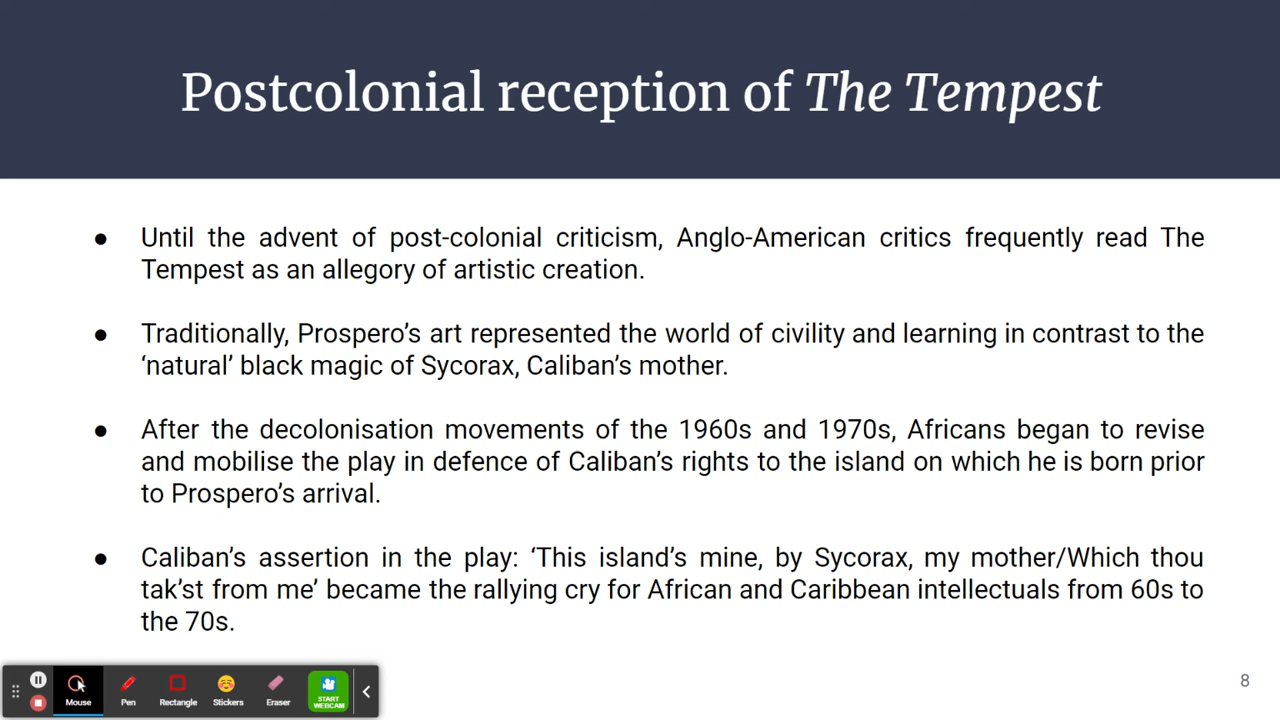 Postcolonial reception of The Tempest
● Until the advent of post-colonial criticism, Anglo-American critics frequently read The
Tempest as an allegory of artistic creation.
● Traditionally, Prospero’s art represented the world of civility and learning in contrast to the
‘natural’ black magic of Sycorax, Caliban’s mother.
● After the decolonisation movements of the 1960s and 1970s, Africans began to revise
and mobilise the play in defence of Caliban’s rights to the island on which he is born prior
to Prospero’s arrival.
● Caliban’s assertion in the play: ‘This island’s mine, by Sycorax, my mother/Which thou
tak’st from me’ became the rallying cry for African and Caribbean intellectuals from 60s to
the 70s.
Mouse Pen Rectangle Stickers Eraser START
WEBCAM
8